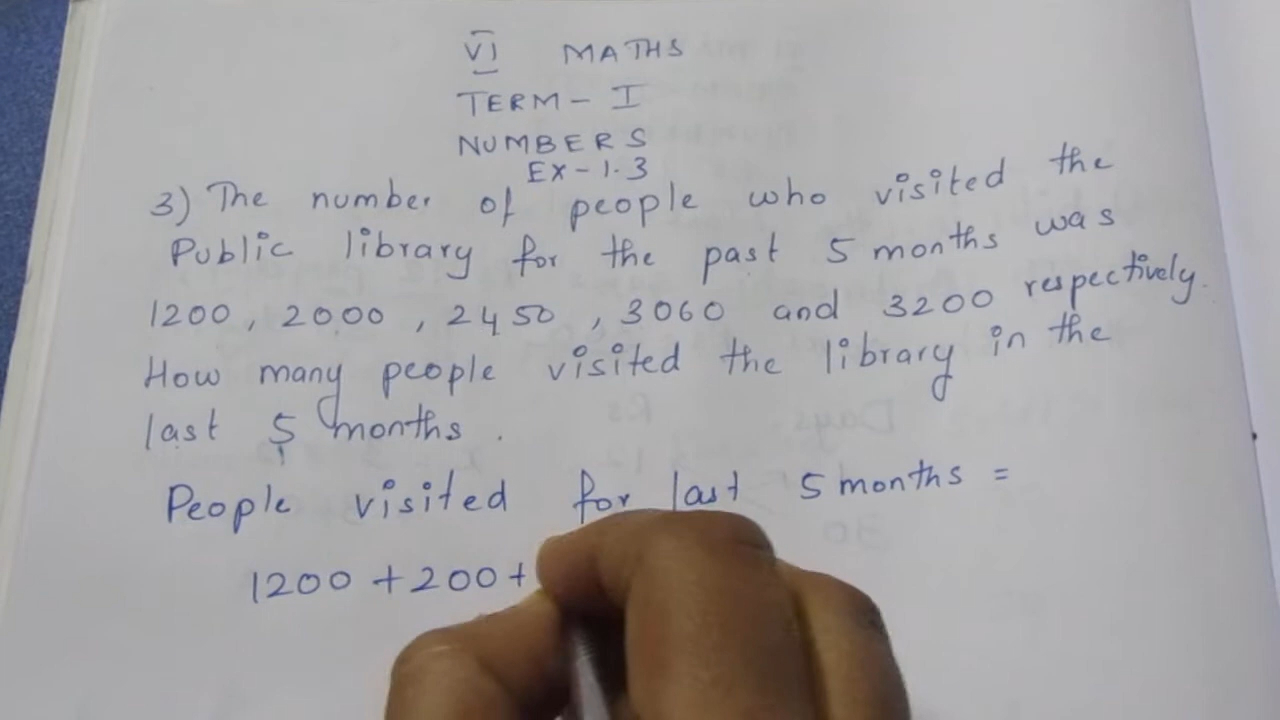 VI MATHS
TERM - I
NUMBERS
EX - 1.3
3) The number of people who visited the
Public library for the past 5 months was
1200, 2000, 2450, 3060 and 3200 respectively.
How many people visited the library in the
last 5 months.
People visited for last 5 months =
1200 + 200 +